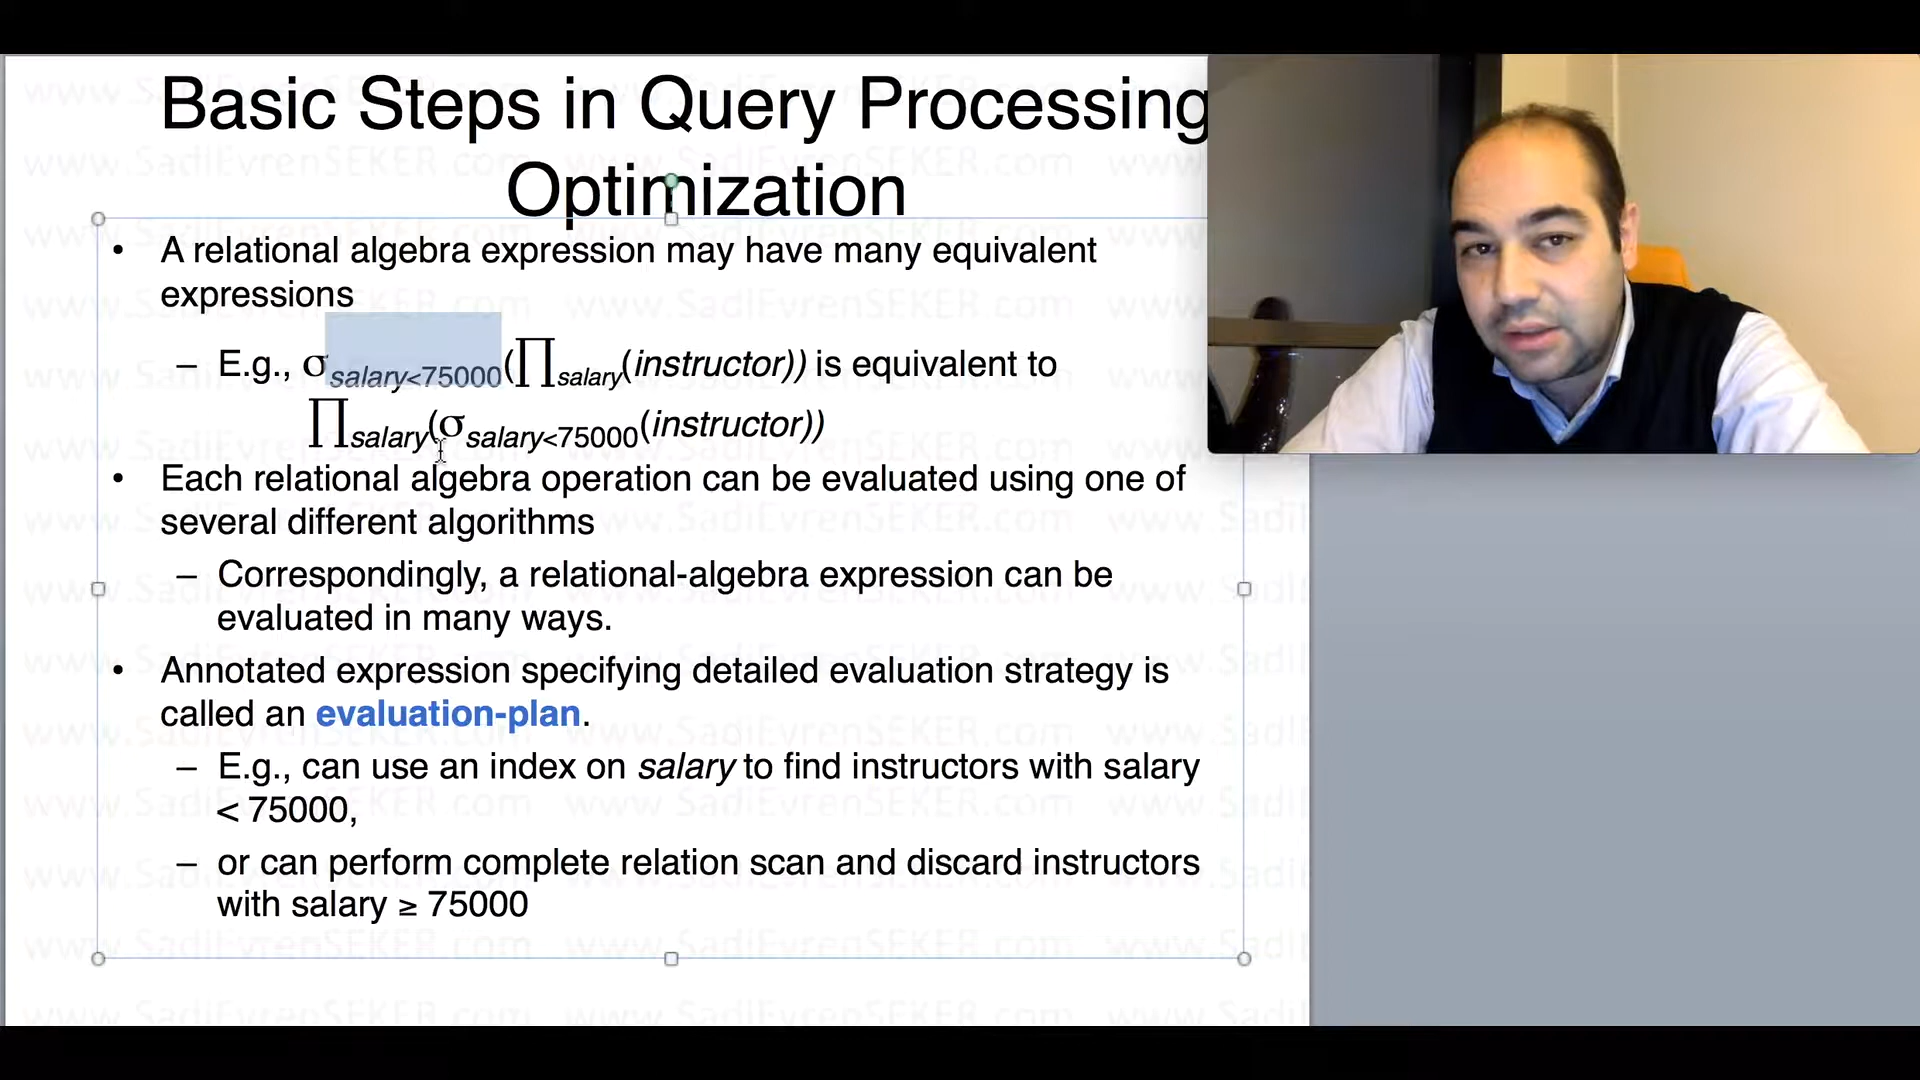 Basic Steps in Query Processing
Optimization
• A relational algebra expression may have many equivalent
expressions
– E.g., σsalary<75000(∏salary(instructor)) is equivalent to
∏salary(σsalary<75000(instructor))
• Each relational algebra operation can be evaluated using one of
several different algorithms
– Correspondingly, a relational-algebra expression can be
evaluated in many ways.
• Annotated expression specifying detailed evaluation strategy is
called an evaluation-plan.
– E.g., can use an index on salary to find instructors with salary
< 75000,
– or can perform complete relation scan and discard instructors
with salary ≥ 75000
www.SadiEvrenSEKER.com